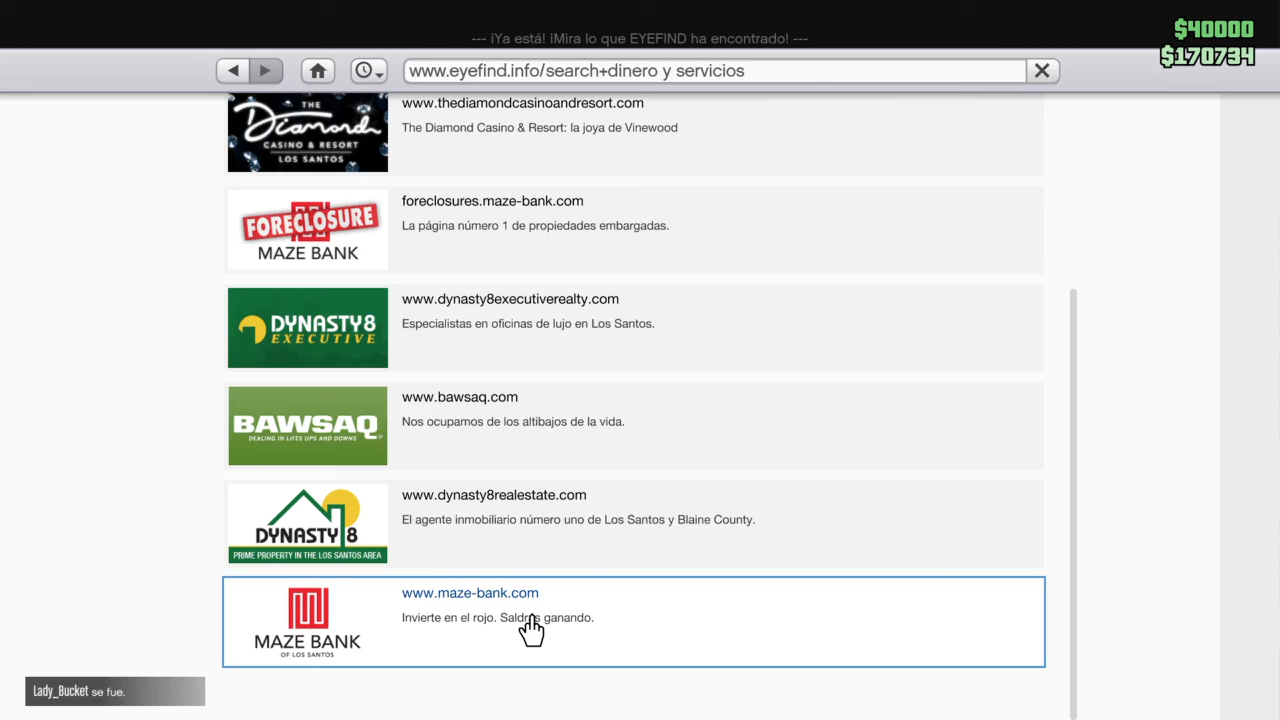 --- ¡Ya está! ¡Mira lo que EYEFIND ha encontrado! ---
$40000
$170734
www.eyefind.info/search+dinero y servicios
THE
Diamond
CASINO & RESORT
LOS SANTOS
www.thediamondcasinoandresort.com
The Diamond Casino & Resort: la joya de Vinewood
FORECLOSURE
MAZE BANK
foreclosures.maze-bank.com
La página número 1 de propiedades embargadas.
DYNASTY8
EXECUTIVE
www.dynasty8executiverealty.com
Especialistas en oficinas de lujo en Los Santos.
BAWSAQ
DEALING IN LIFES UPS AND DOWNS
www.bawsaq.com
Nos ocupamos de los altibajos de la vida.
DYNASTY 8
PRIME PROPERTY IN THE LOS SANTOS AREA
www.dynasty8realestate.com
El agente inmobiliario número uno de Los Santos y Blaine County.
MAZE BANK
OF LOS SANTOS
www.maze-bank.com
Invierte en el rojo. Saldrás ganando.
Lady_Bucket se fue.